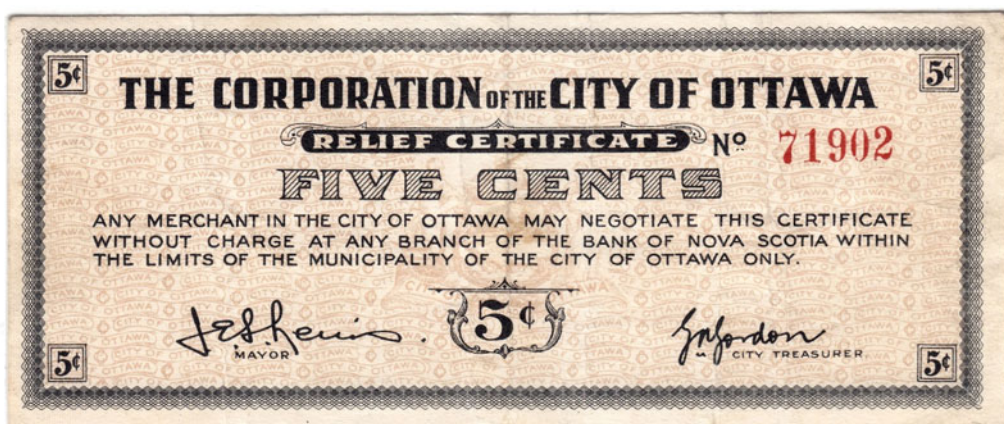 5¢ 5¢
THE CORPORATION OF THE CITY OF OTTAWA
RELIEF CERTIFICATE Nº 71902
FIVE CENTS
ANY MERCHANT IN THE CITY OF OTTAWA MAY NEGOTIATE THIS CERTIFICATE
WITHOUT CHARGE AT ANY BRANCH OF THE BANK OF NOVA SCOTIA WITHIN
THE LIMITS OF THE MUNICIPALITY OF THE CITY OF OTTAWA ONLY.
5¢
MAYOR CITY TREASURER
5¢ 5¢